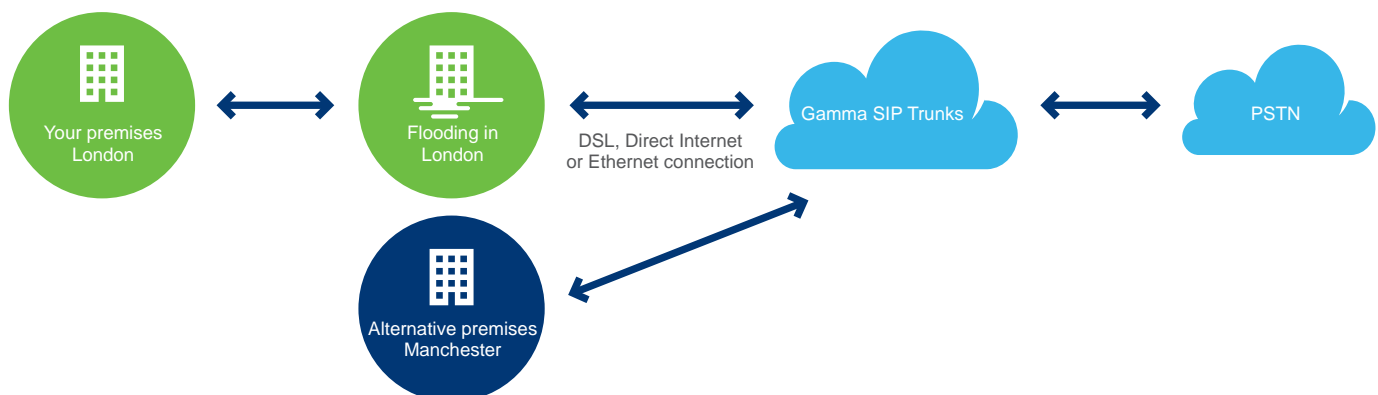 Your premises
London
Flooding in
London
DSL, Direct Internet
or Ethernet connection
Gamma SIP Trunks
PSTN
Alternative premises
Manchester